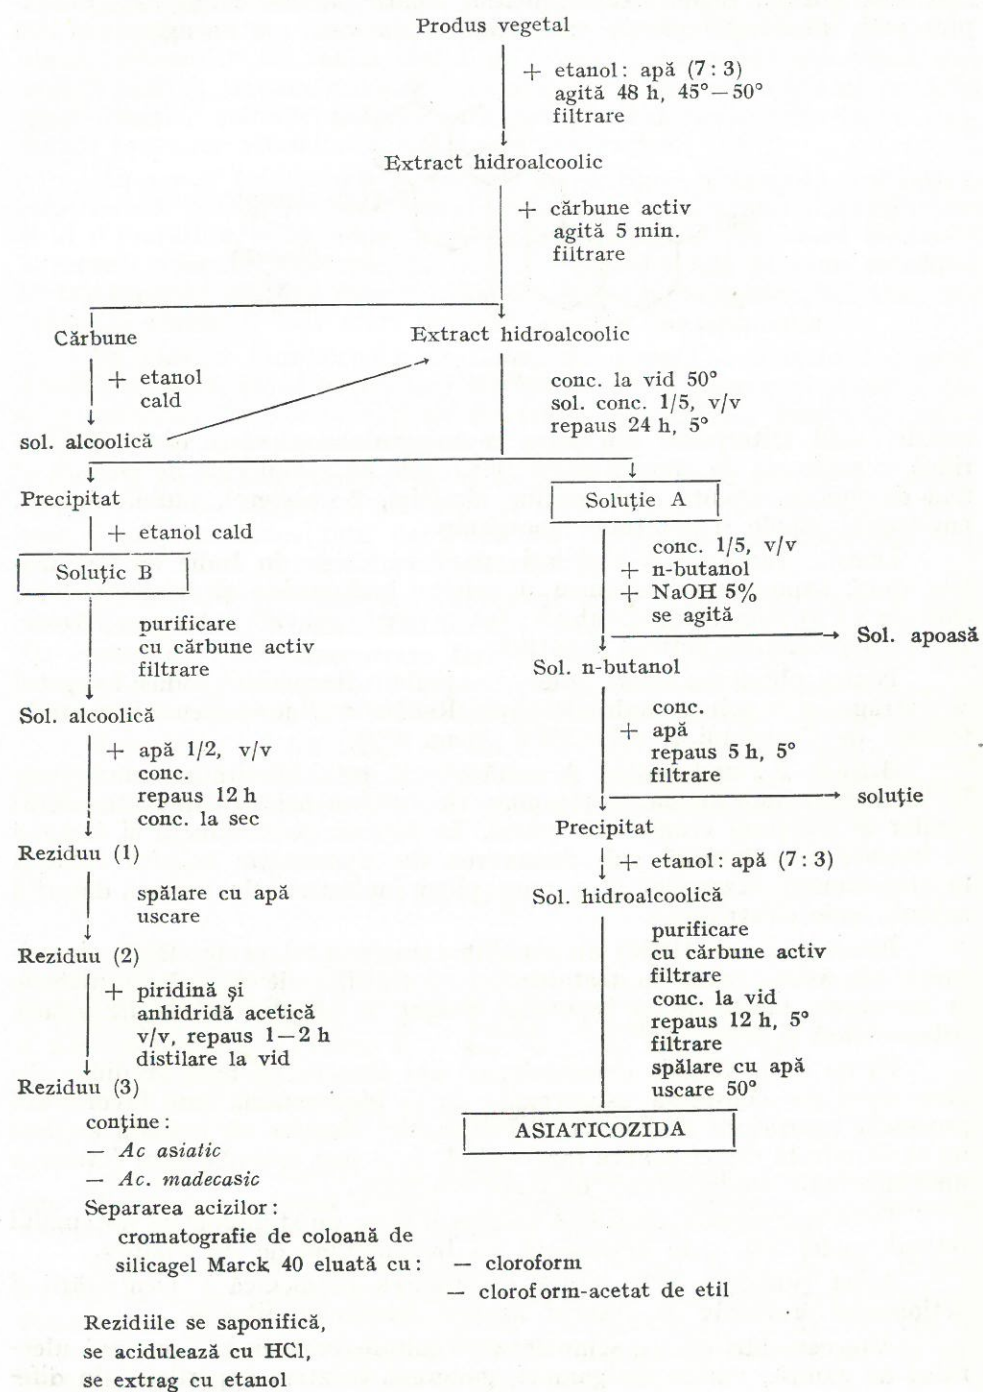 Produs vegetal
+ etanol: apă (7 : 3)
agită 48 h, 45°—50°
filtrare
Extract hidroalcoolic
+ cărbune activ
agită 5 min.
filtrare
Cărbune
+ etanol
cald
sol. alcoolică
Extract hidroalcoolic
conc. la vid 50°
sol. conc. 1/5, v/v
repaus 24 h, 5°
Precipitat
+ etanol cald
Soluțic B
purificare
cu cărbune activ
filtrare
Sol. alcoolică
+ apă 1/2, v/v
conc.
repaus 12 h
conc. la sec
Reziduu (1)
spălare cu apă
uscare
Reziduu (2)
+ piridină și
anhidridă acetică
v/v, repaus 1—2 h
distilare la vid
Reziduu (3)
conține :
— Ac asiatic
— Ac. madecasic
Separarea acizilor :
cromatografie de coloană de
silicagel Marck 40 eluată cu : — cloroform
— cloroform-acetat de etil
Rezidiile se saponifică,
se acidulează cu HCl,
se extrag cu etanol
Soluție A
conc. 1/5, v/v
+ n-butanol
+ NaOH 5%
se agită
Sol. apoasă
Sol. n-butanol
conc.
+ apă
repaus 5 h, 5°
filtrare
soluție
Precipitat
+ etanol: apă (7 : 3)
Sol. hidroalcoolică
purificare
cu cărbune activ
filtrare
conc. la vid
repaus 12 h, 5°
filtrare
spălare cu apă
uscare 50°
ASIATICOZIDA